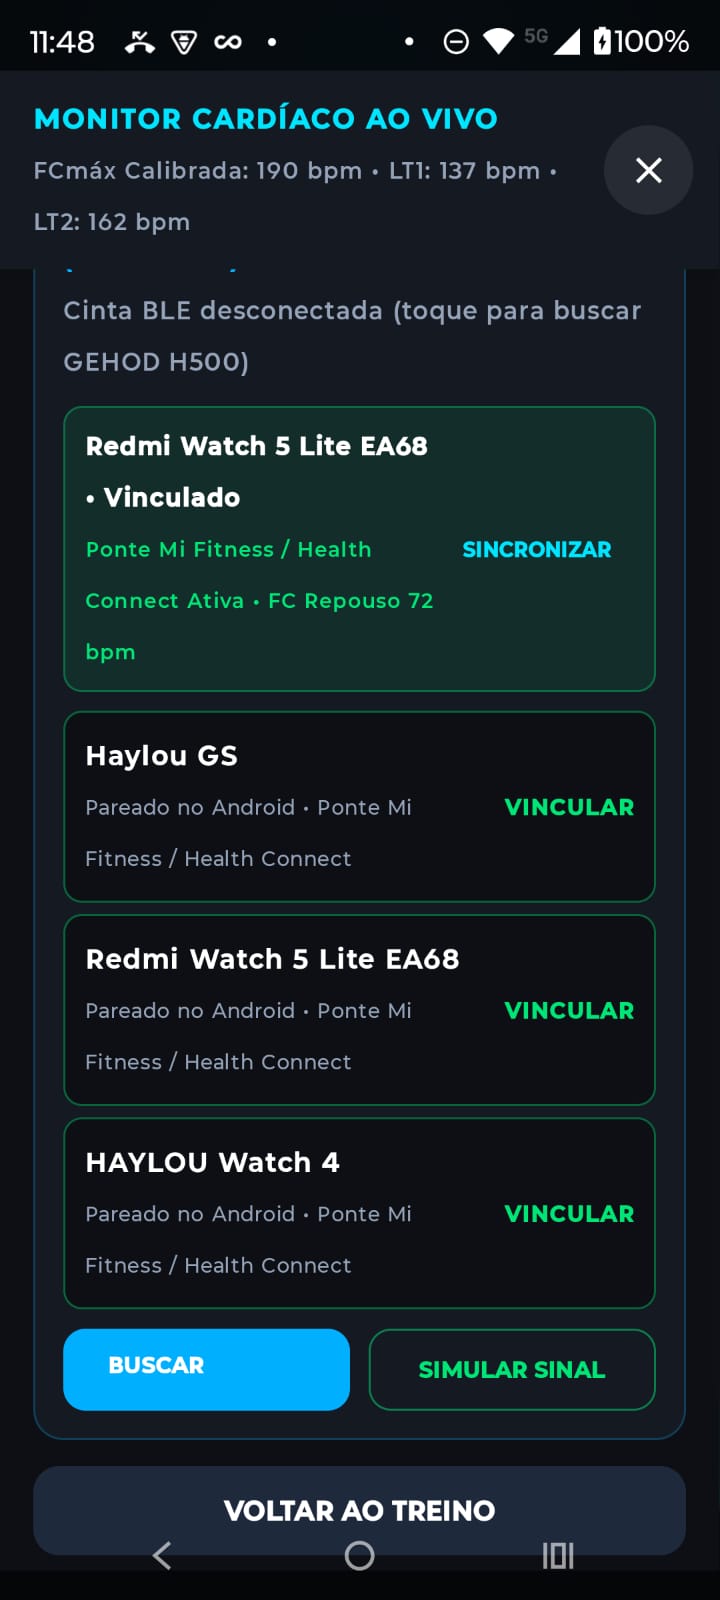 11:48
5G
100%
MONITOR CARDÍACO AO VIVO
FCmáx Calibrada: 190 bpm • LT1: 137 bpm •
LT2: 162 bpm
Cinta BLE desconectada (toque para buscar
GEHOD H500)
Redmi Watch 5 Lite EA68
• Vinculado
Ponte Mi Fitness / Health
Connect Ativa • FC Repouso 72
bpm
SINCRONIZAR
Haylou GS
Pareado no Android • Ponte Mi
Fitness / Health Connect
VINCULAR
Redmi Watch 5 Lite EA68
Pareado no Android • Ponte Mi
Fitness / Health Connect
VINCULAR
HAYLOU Watch 4
Pareado no Android • Ponte Mi
Fitness / Health Connect
VINCULAR
BUSCAR
SIMULAR SINAL
VOLTAR AO TREINO